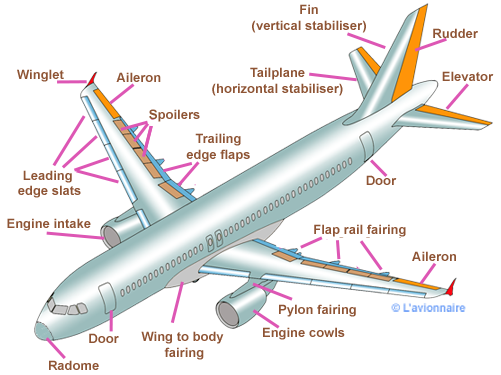 Fin
(vertical stabiliser)
Rudder
Winglet
Aileron
Tailplane
(horizontal stabiliser)
Elevator
Spoilers
Trailing
edge flaps
Leading
edge slats
Door
Engine intake
Flap rail fairing
Aileron
© L'avionnaire
Pylon fairing
Door
Wing to body
fairing
Engine cowls
Radome